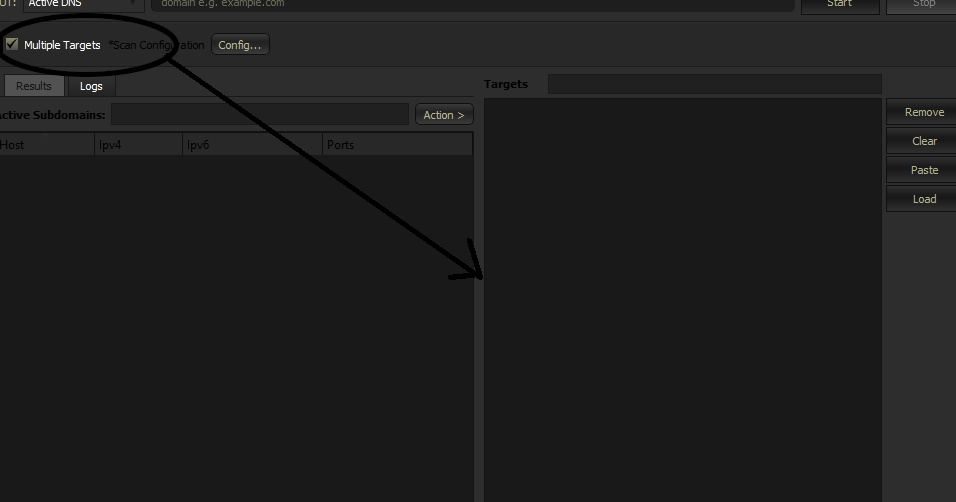 UT: Active DNS domain e.g. example.com Start Stop
Multiple Targets *Scan Configuration Config...
Results Logs Targets
Active Subdomains: Action > Remove
Host Ipv4 Ipv6 Ports Clear
Paste
Load